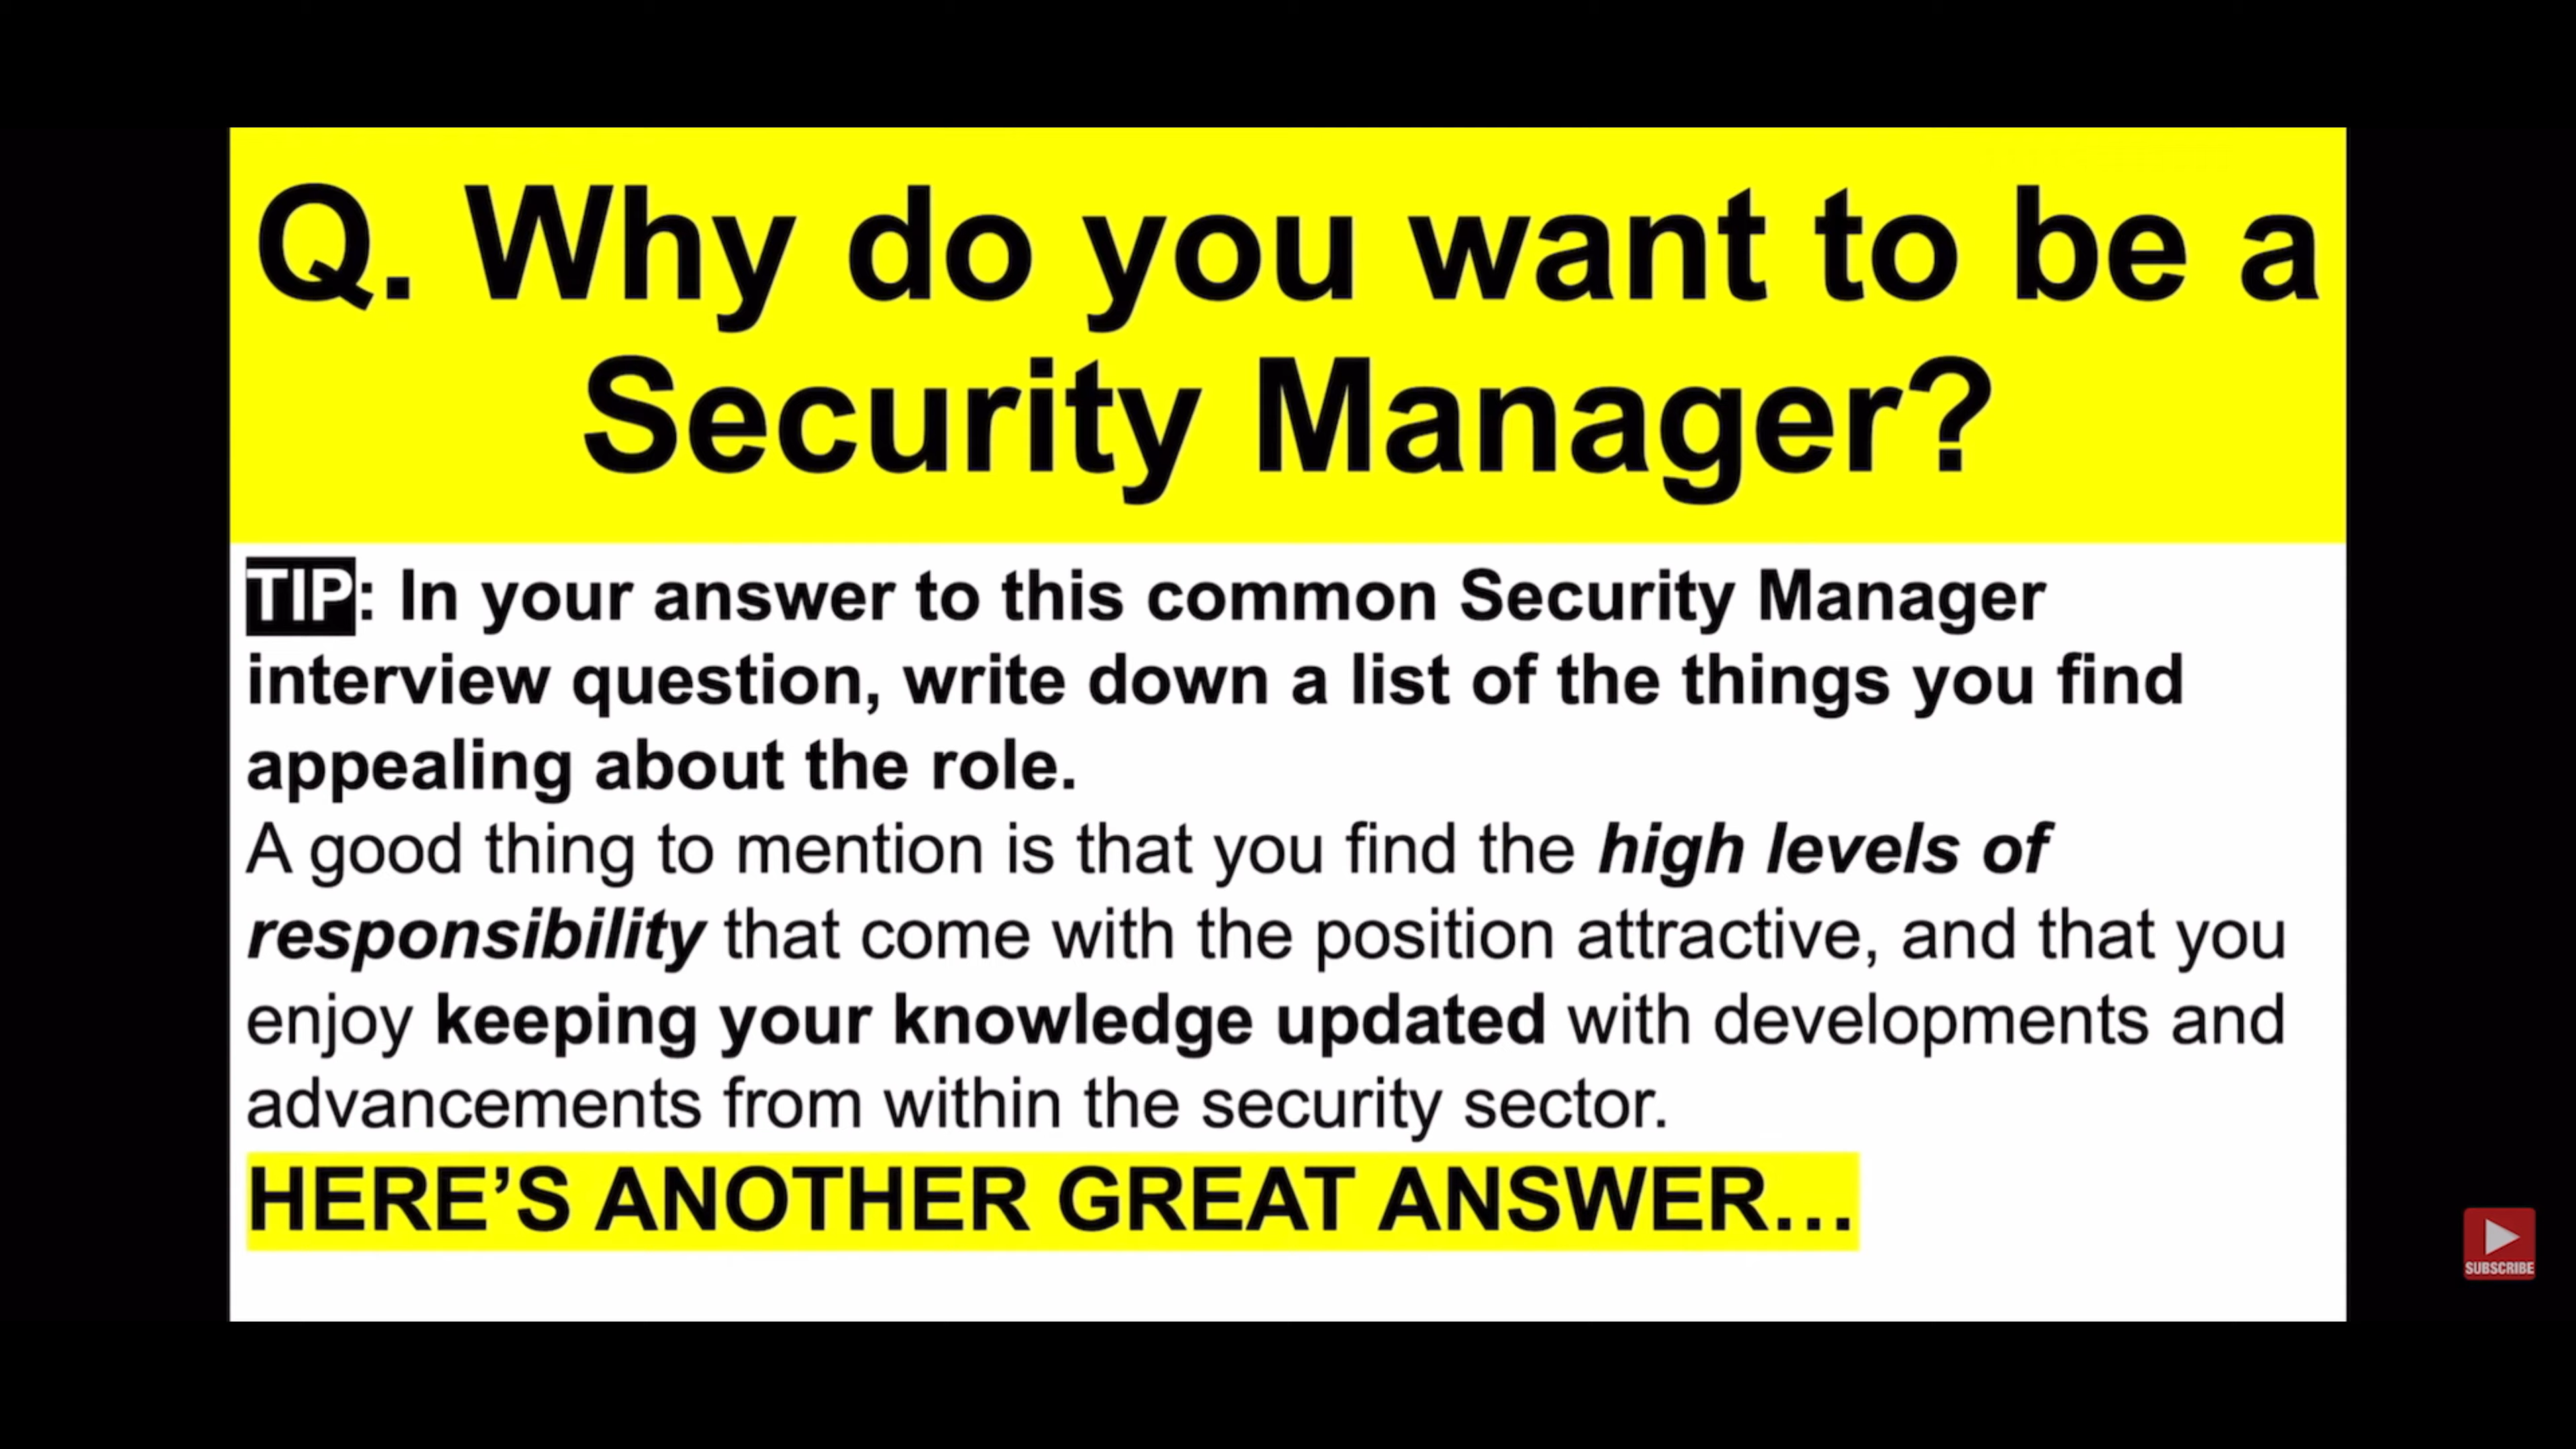 Q. Why do you want to be a
Security Manager?
TIP: In your answer to this common Security Manager
interview question, write down a list of the things you find
appealing about the role.
A good thing to mention is that you find the high levels of
responsibility that come with the position attractive, and that you
enjoy keeping your knowledge updated with developments and
advancements from within the security sector.
HERE’S ANOTHER GREAT ANSWER…
SUBSCRIBE